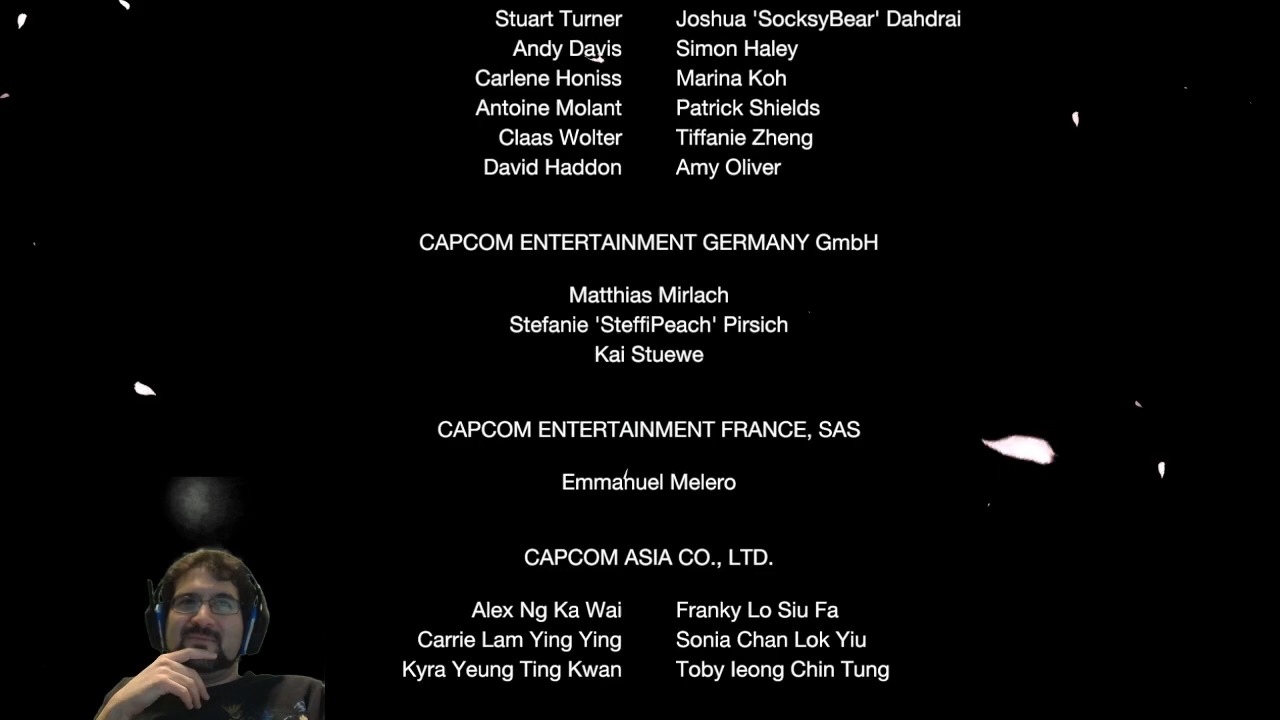 Stuart Turner Joshua 'SocksyBear' Dahdrai
Andy Davis Simon Haley
Carlene Honiss Marina Koh
Antoine Molant Patrick Shields
Claas Wolter Tiffanie Zheng
David Haddon Amy Oliver
CAPCOM ENTERTAINMENT GERMANY GmbH
Matthias Mirlach
Stefanie 'SteffiPeach' Pirsich
Kai Stuewe
CAPCOM ENTERTAINMENT FRANCE, SAS
Emmanuel Melero
CAPCOM ASIA CO., LTD.
Alex Ng Ka Wai Franky Lo Siu Fa
Carrie Lam Ying Ying Sonia Chan Lok Yiu
Kyra Yeung Ting Kwan Toby Ieong Chin Tung